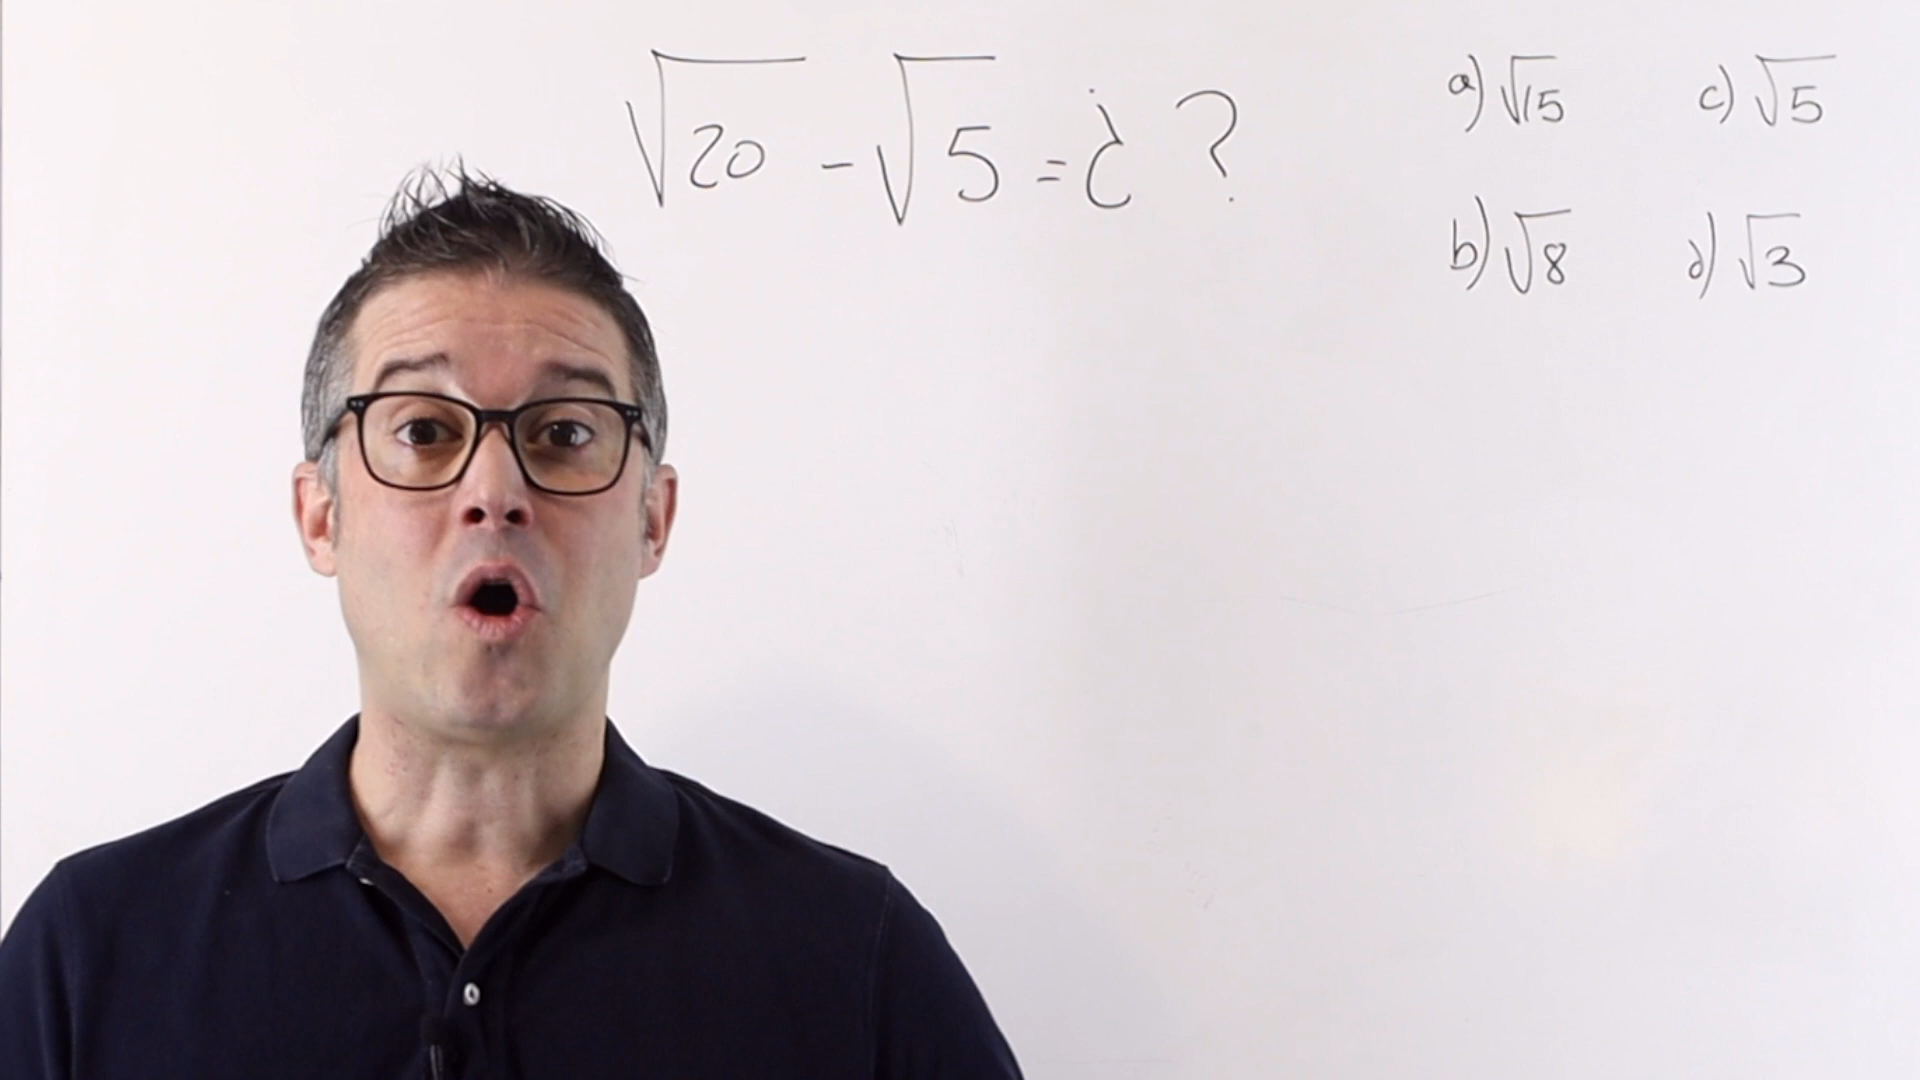 √20 - √5 = ¿ ?
a) √15
c) √5
b) √8
d) √3